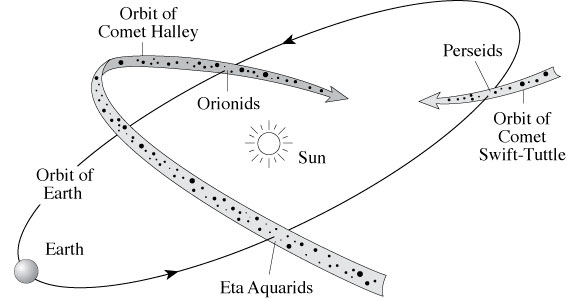 Orbit of
Comet Halley
Perseids
Orionids
Orbit of
Comet
Swift-Tuttle
Sun
Orbit of
Earth
Earth
Eta Aquarids